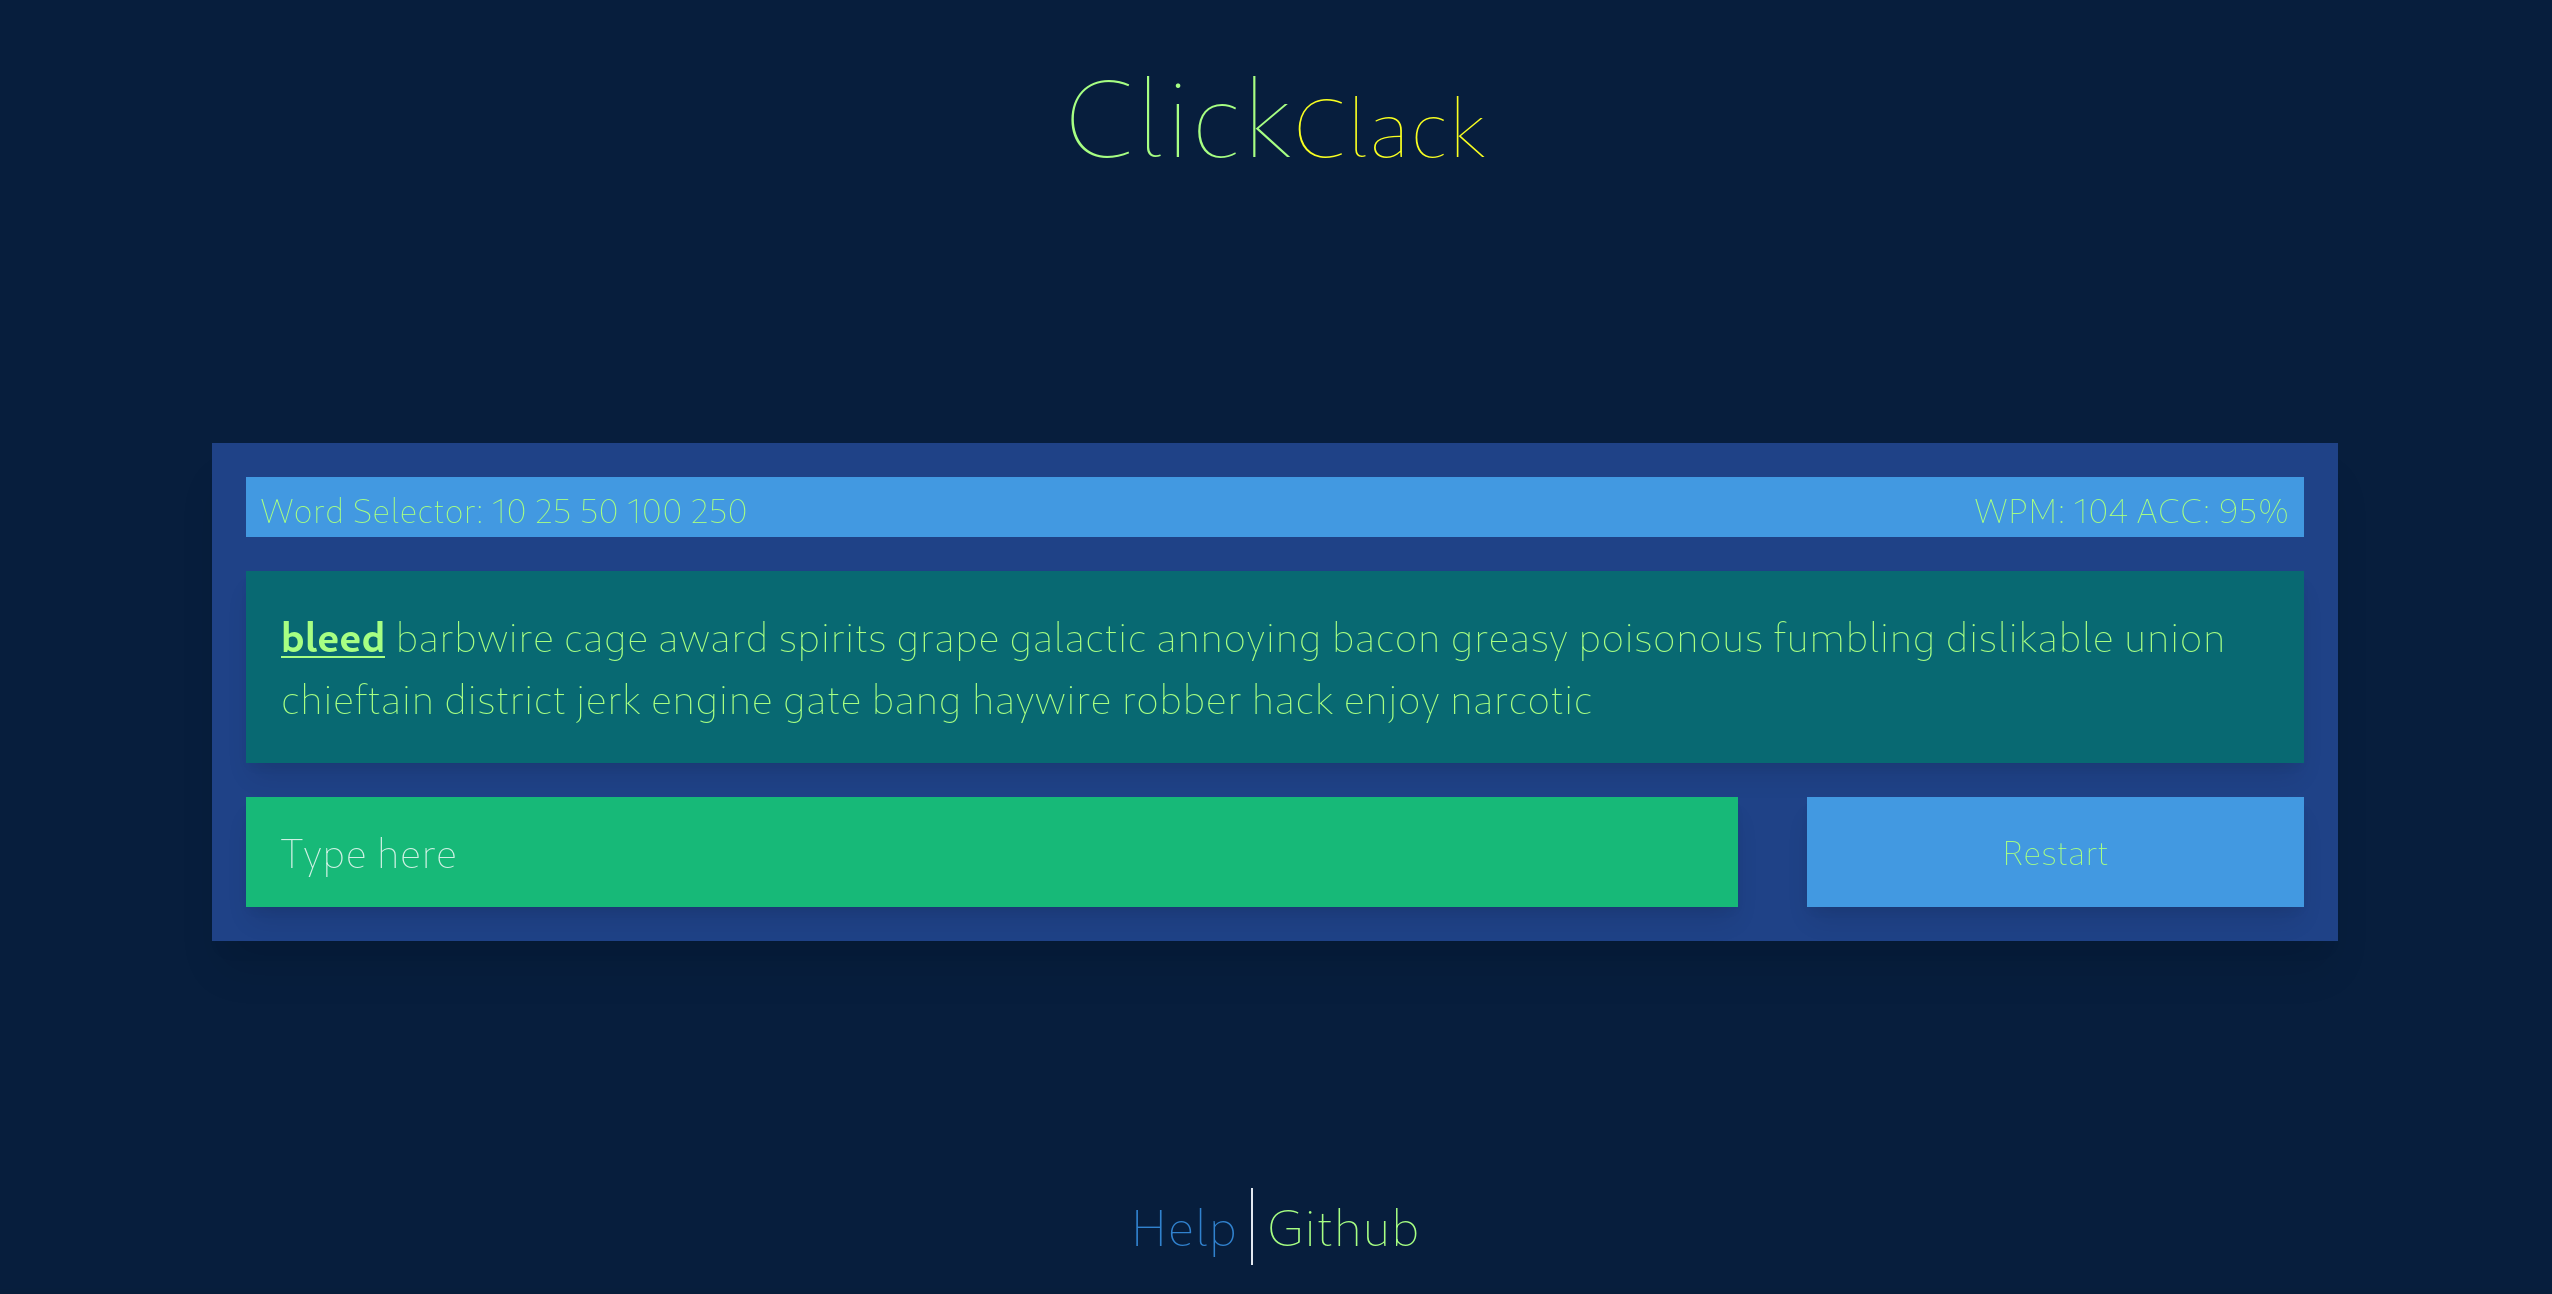 ClickClack
Word Selector: 10 25 50 100 250
WPM: 104 ACC: 95%
bleed barbwire cage award spirits grape galactic annoying bacon greasy poisonous fumbling dislikable union
chieftain district jerk engine gate bang haywire robber hack enjoy narcotic
Type here
Restart
Help Github